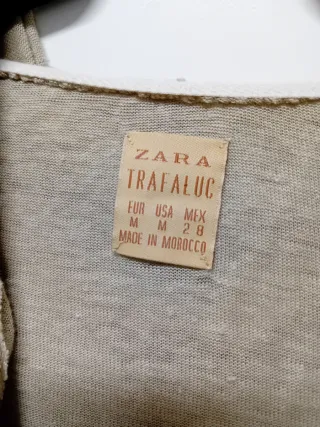 ZARA
TRAFALUC
EUR USA MEX
M M 28
MADE IN MOROCCO